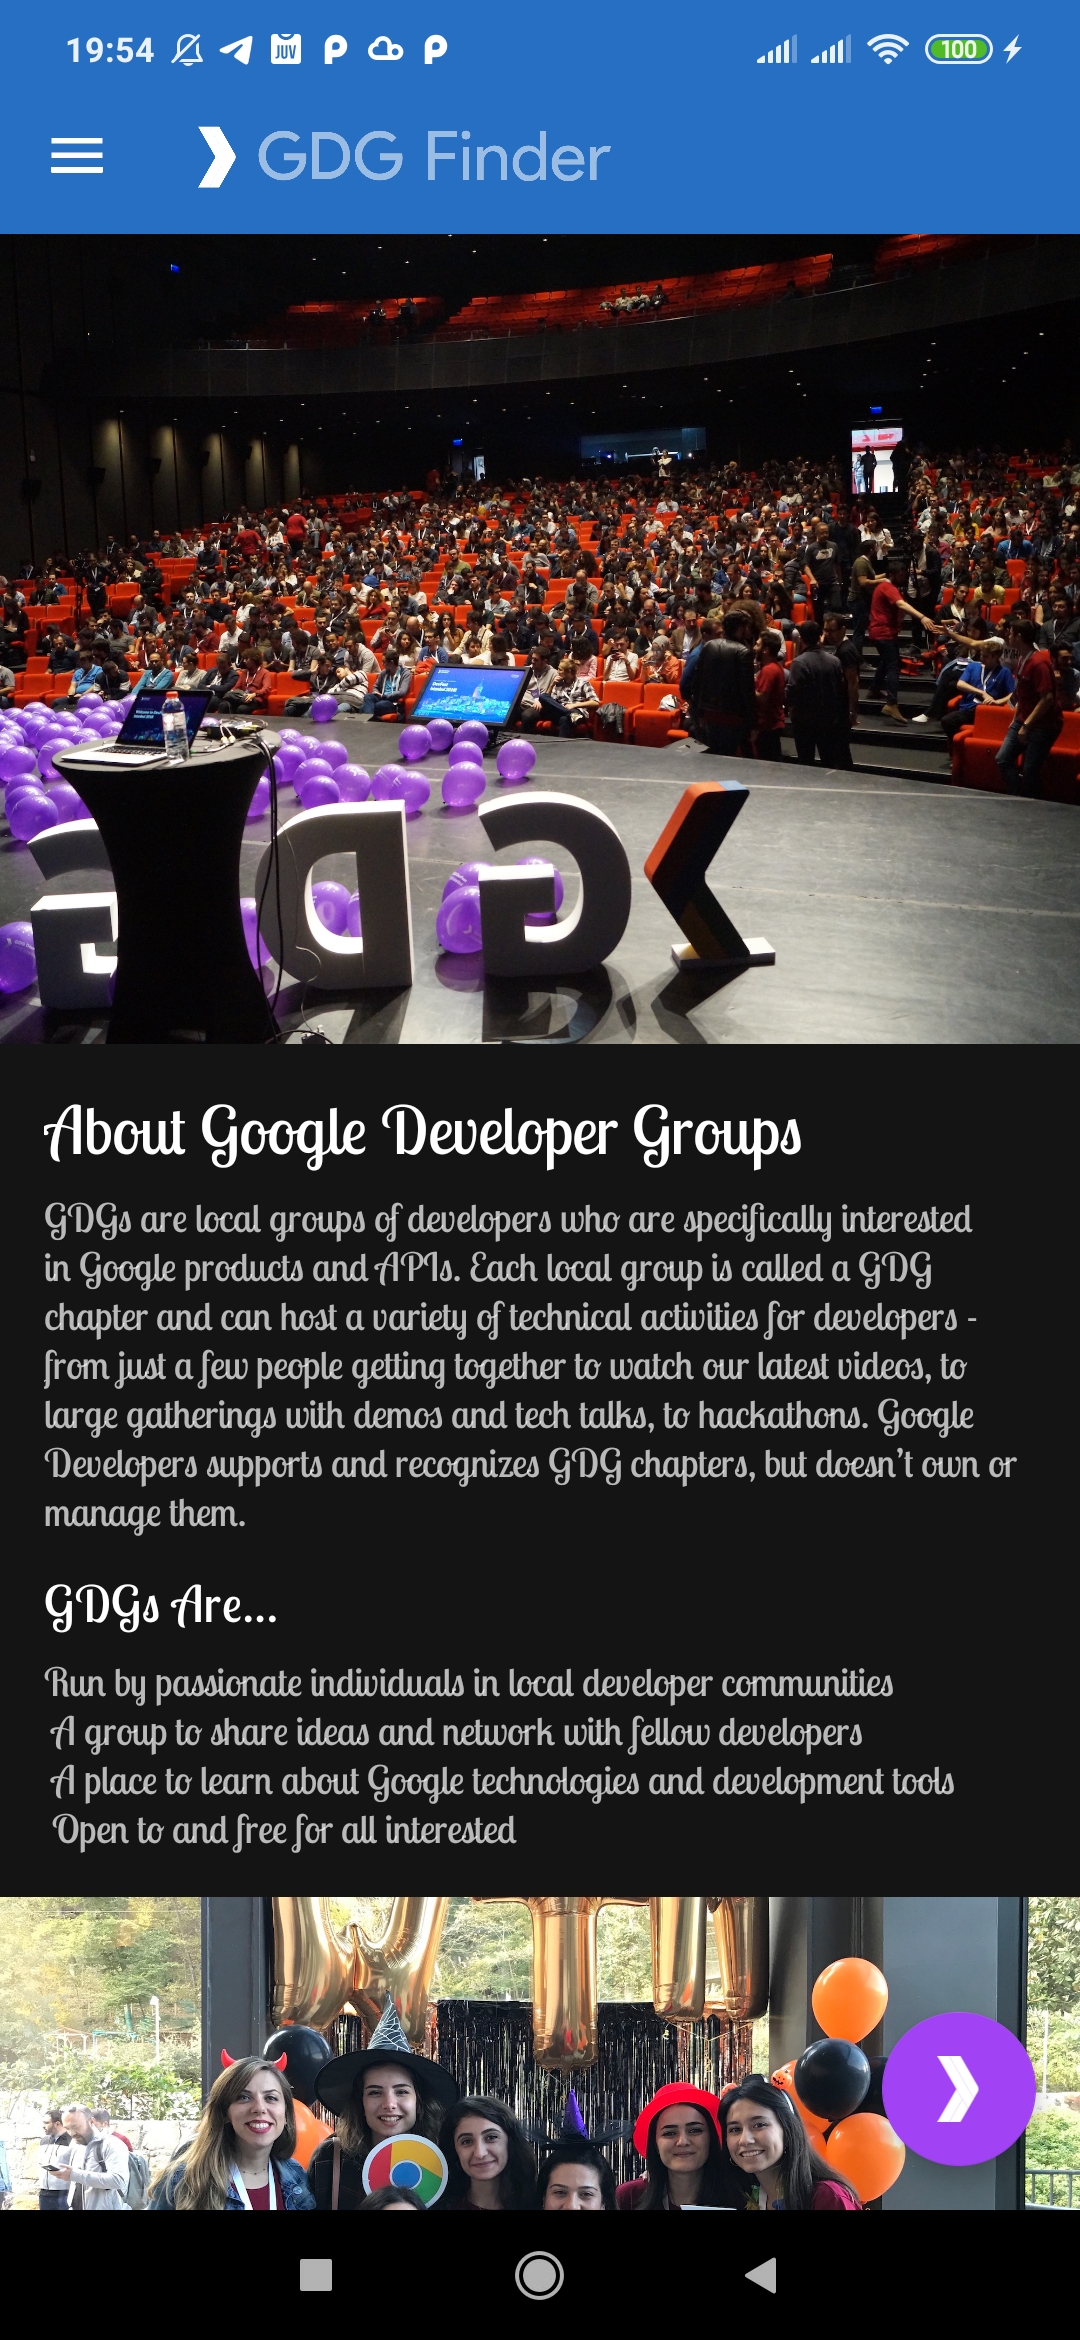 19:54
JUV
100
GDG Finder
GDG
About Google Developer Groups
GDGs are local groups of developers who are specifically interested
in Google products and APIs. Each local group is called a GDG
chapter and can host a variety of technical activities for developers -
from just a few people getting together to watch our latest videos, to
large gatherings with demos and tech talks, to hackathons. Google
Developers supports and recognizes GDG chapters, but doesn’t own or
manage them.
GDGs Are...
Run by passionate individuals in local developer communities
A group to share ideas and network with fellow developers
A place to learn about Google technologies and development tools
Open to and free for all interested